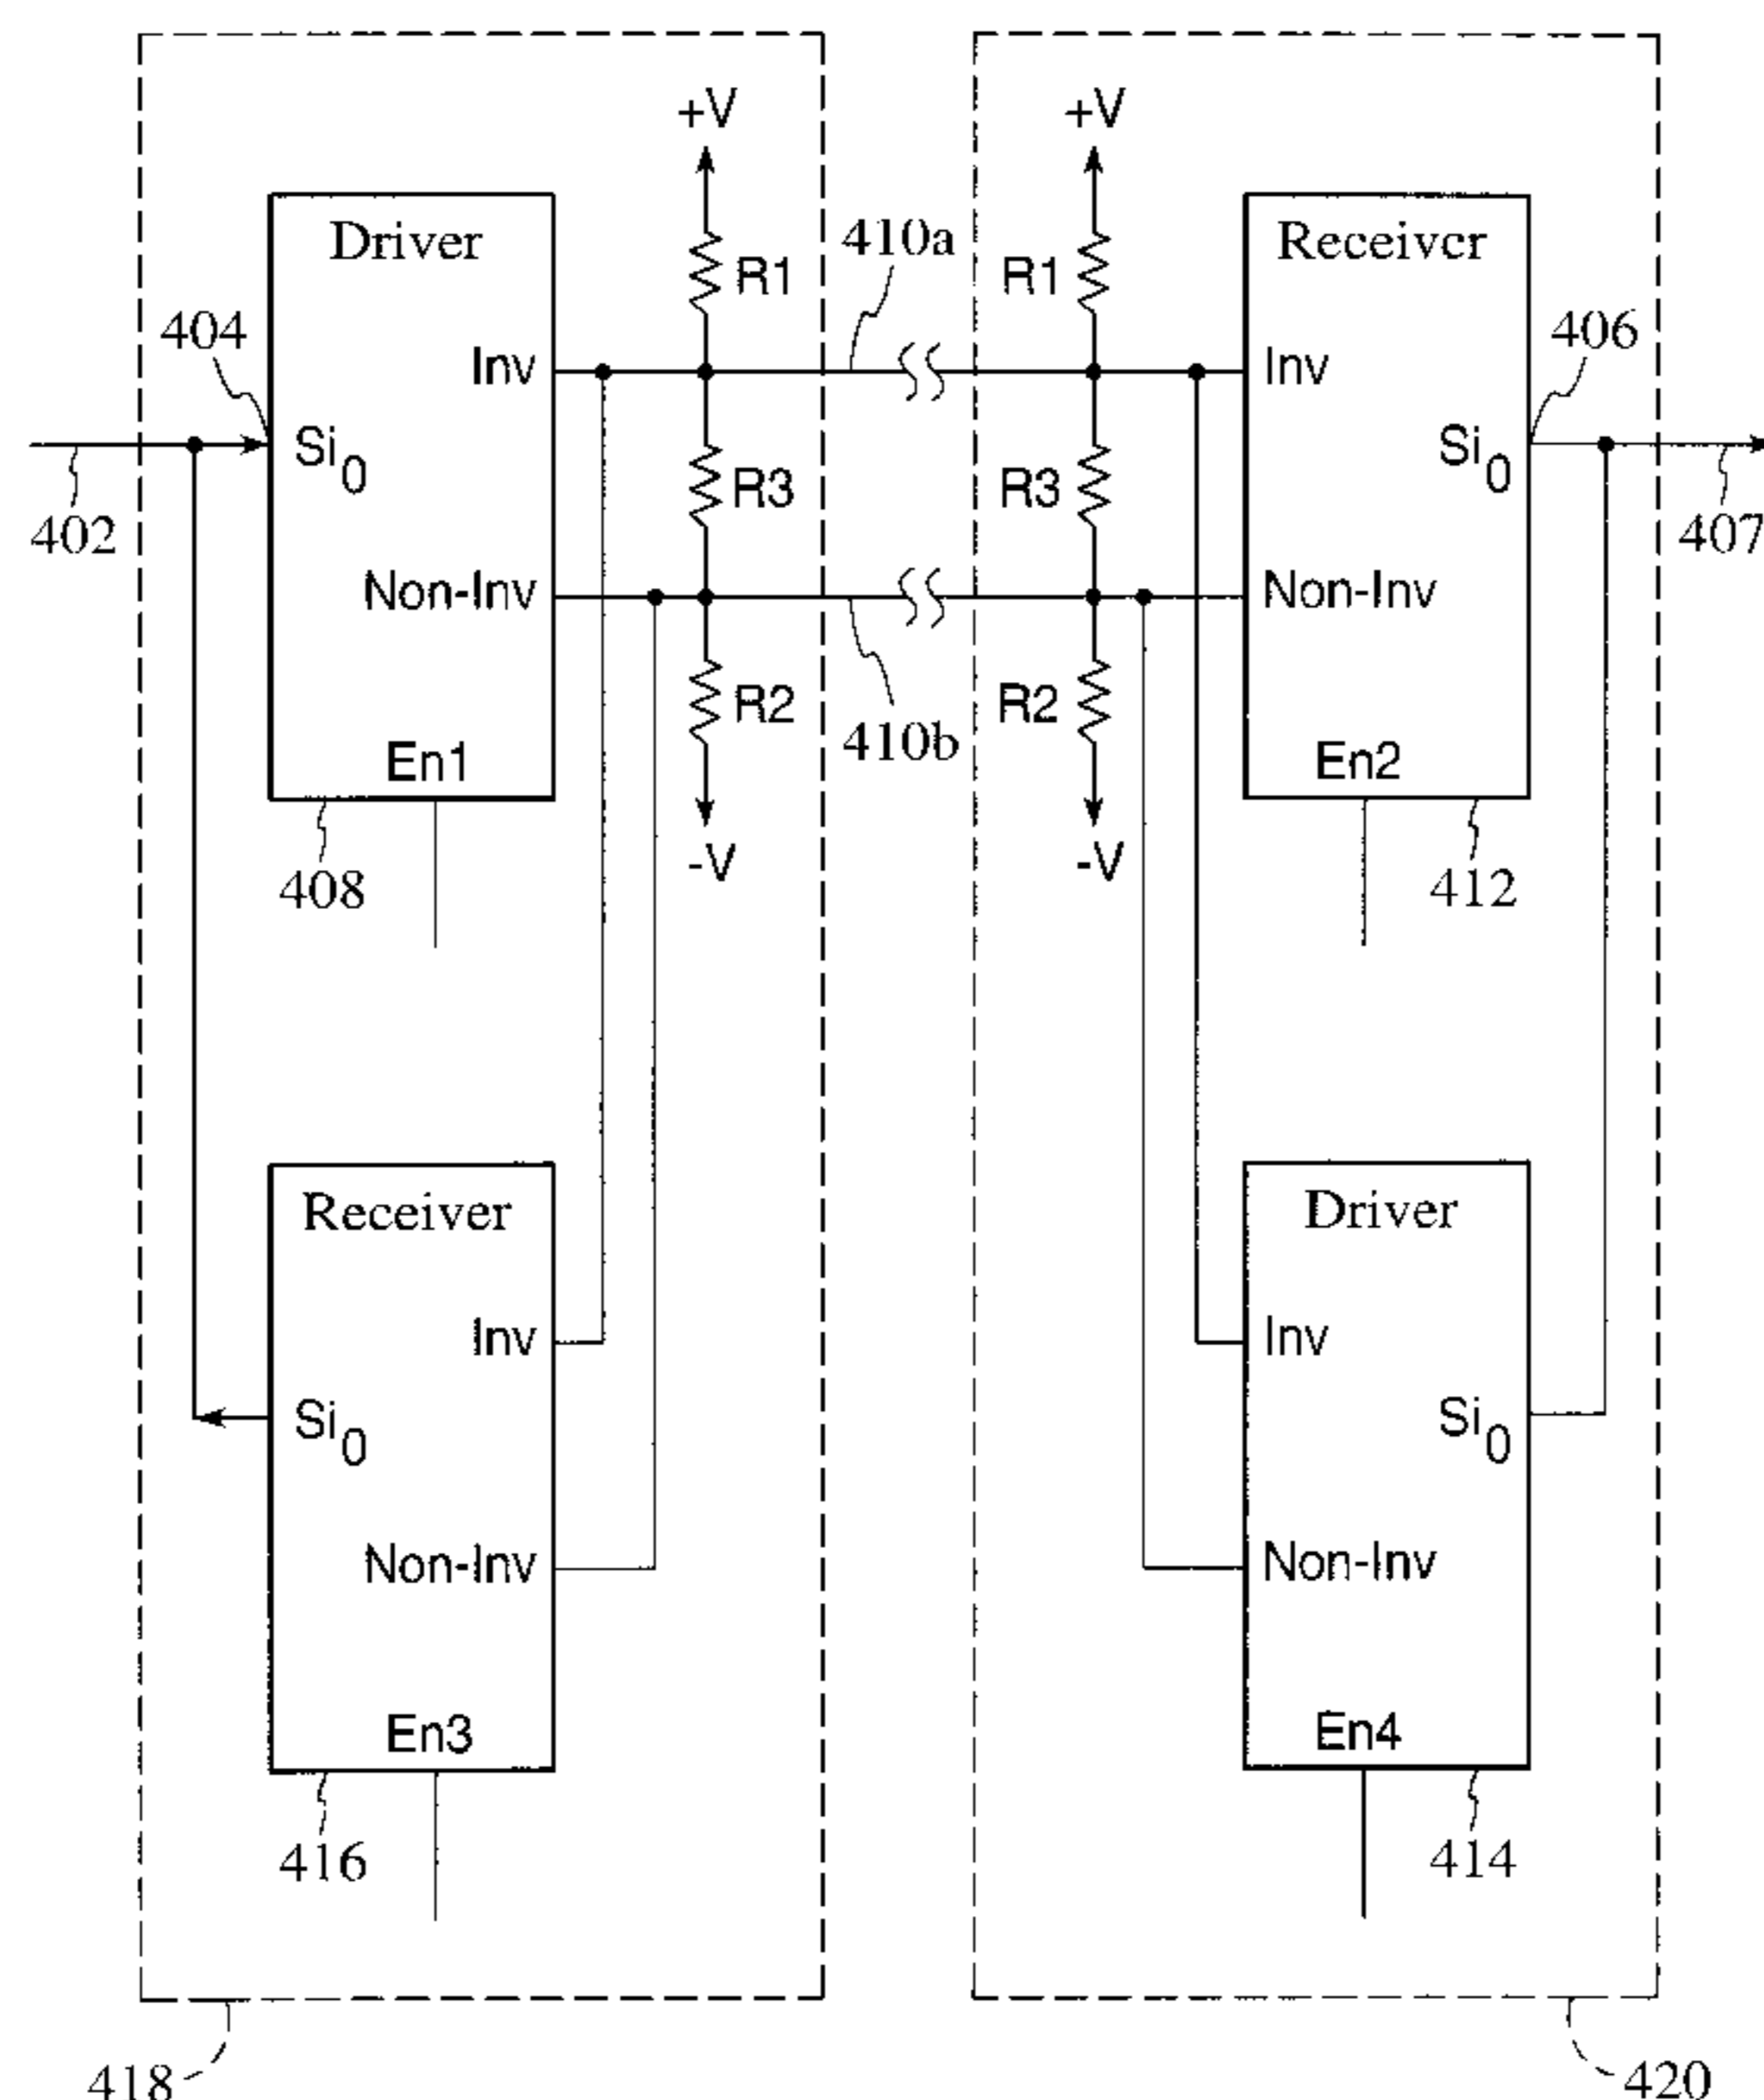 +V +V
Driver R1 410a R1 Receiver
404 Inv Inv 406
Si0 R3 R3 Si0
402 407
Non-Inv Non-Inv
R2 410b R2
En1 En2
-V -V
408 412
Receiver Driver
Inv Inv
Si0 Si0
Non-Inv Non-Inv
En3 En4
416 414
418 420